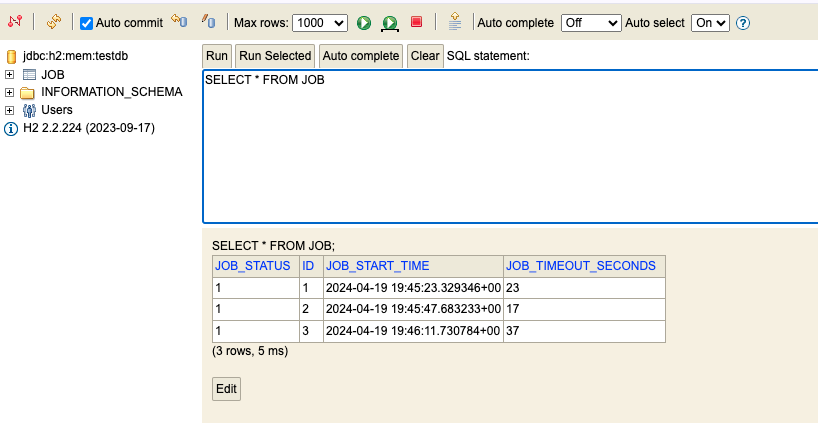 Auto commit Max rows: 1000 Auto complete Off Auto select On
jdbc:h2:mem:testdb
JOB
INFORMATION_SCHEMA
Users
H2 2.2.224 (2023-09-17)
Run Run Selected Auto complete Clear SQL statement:
SELECT * FROM JOB
SELECT * FROM JOB;
JOB_STATUS ID JOB_START_TIME JOB_TIMEOUT_SECONDS
1 1 2024-04-19 19:45:23.329346+00 23
1 2 2024-04-19 19:45:47.683233+00 17
1 3 2024-04-19 19:46:11.730784+00 37
(3 rows, 5 ms)
Edit